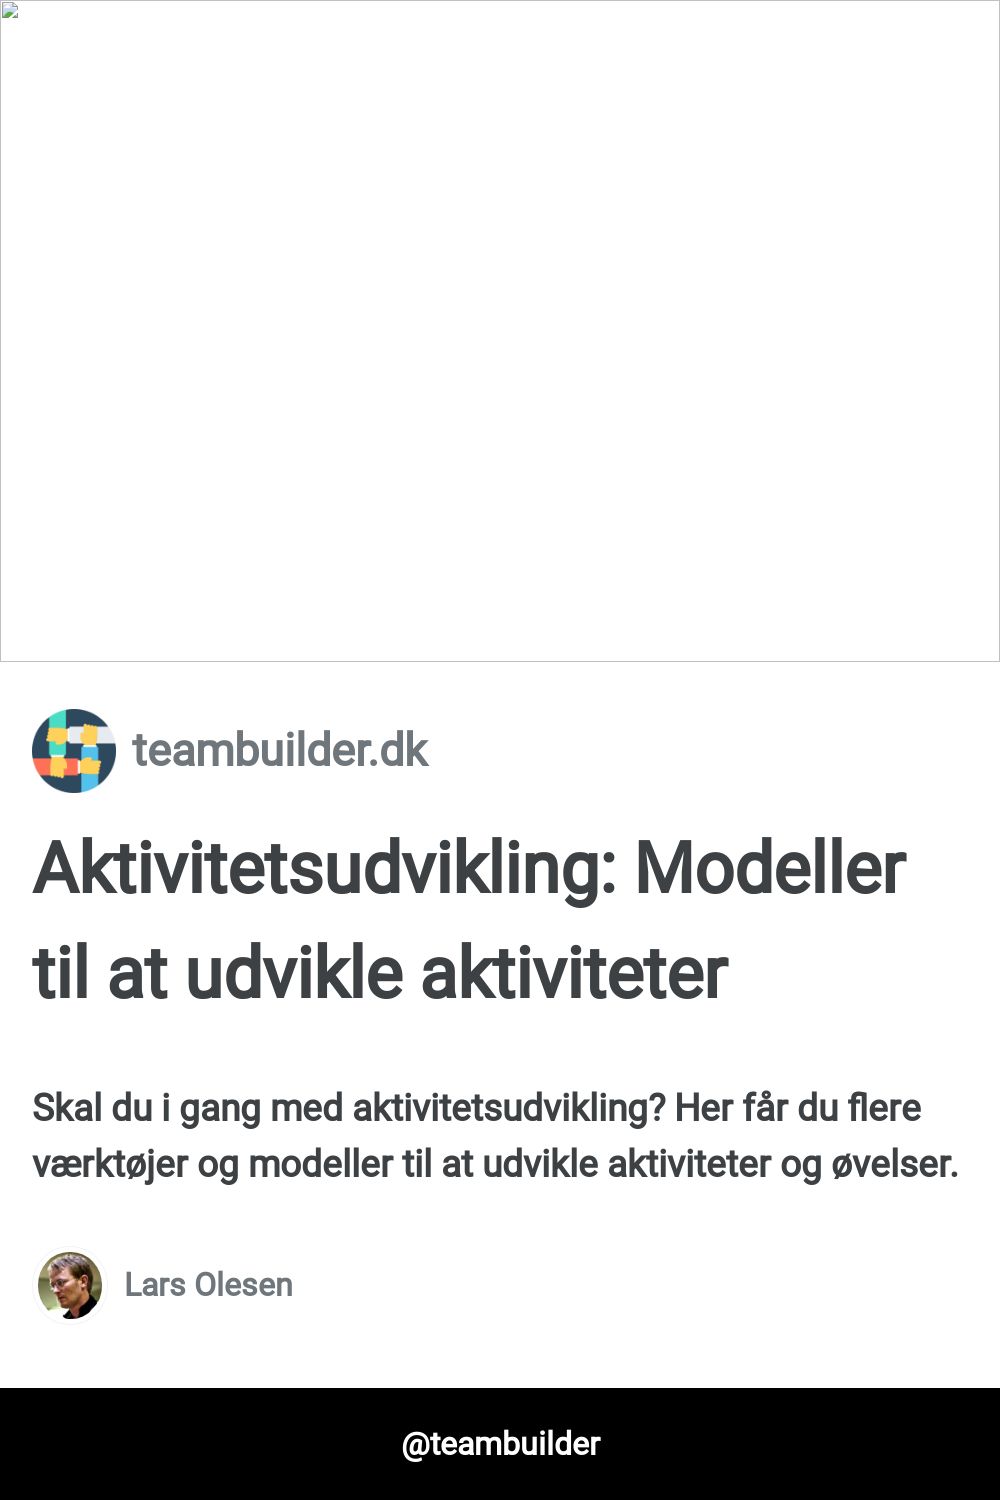 teambuilder.dk
Aktivitetsudvikling: Modeller
til at udvikle aktiviteter
Skal du i gang med aktivitetsudvikling? Her får du flere
værktøjer og modeller til at udvikle aktiviteter og øvelser.
Lars Olesen
@teambuilder